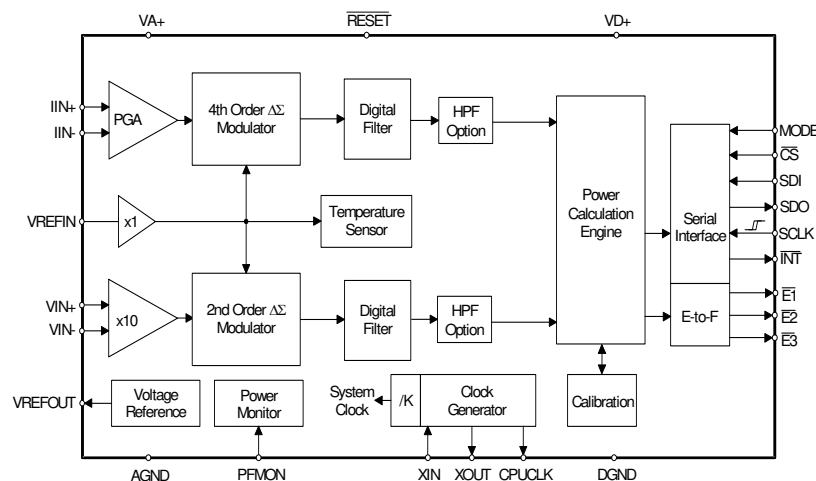 VA+
RESET
VD+
IIN+
IIN-
PGA
4th Order ΔΣ
Modulator
Digital
Filter
HPF
Option
Power
Calculation
Engine
Serial
Interface
MODE
CS
SDI
SDO
SCLK
INT
VREFIN
x1
Temperature
Sensor
VIN+
VIN-
x10
2nd Order ΔΣ
Modulator
Digital
Filter
HPF
Option
E-to-F
E1
E2
E3
VREFOUT
Voltage
Reference
Power
Monitor
System
Clock
/K
Clock
Generator
Calibration
AGND
PFMON
XIN
XOUT
CPUCLK
DGND